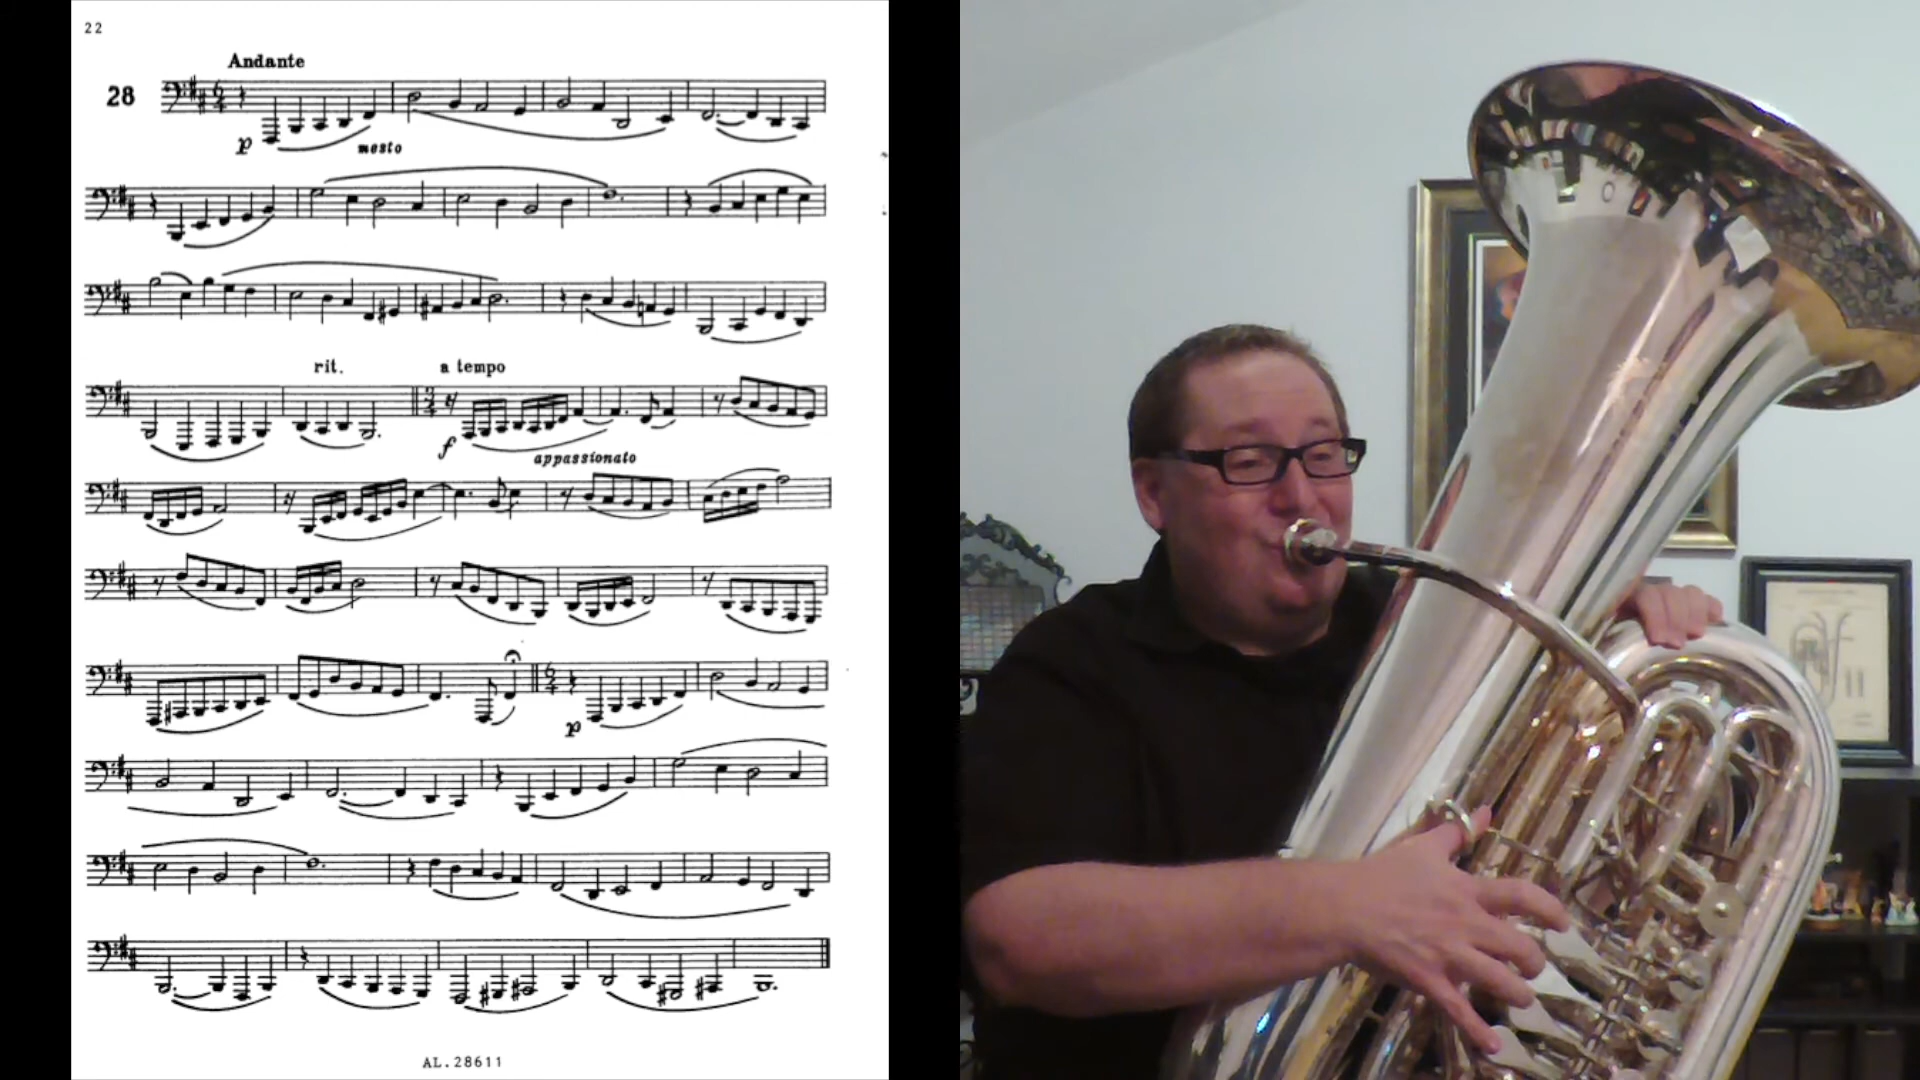 22
Andante
28
p mesto
rit. a tempo
f appassionato
p
AL.28611